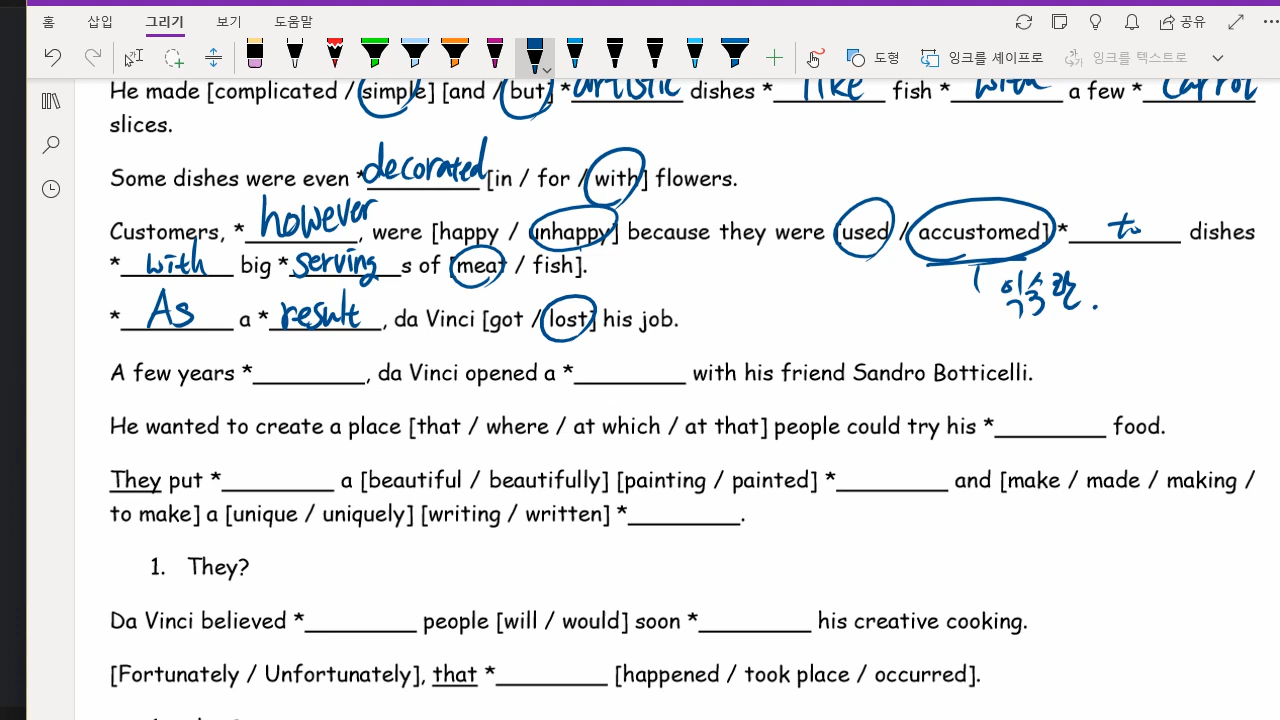 홈 삽입 그리기 보기 도움말 공유
도형 잉크를 셰이프로 잉크를 텍스트로
He made [complicated / simple] [and / but] *artistic dishes *like fish *with a few *carrot
slices.
Some dishes were even *decorated [in / for / with] flowers.
Customers, *however, were [happy / unhappy] because they were [used / accustomed] *to dishes
*with big *servings of [meat / fish].
익숙한.
*As a *result, da Vinci [got / lost] his job.
A few years *_________, da Vinci opened a *_________ with his friend Sandro Botticelli.
He wanted to create a place [that / where / at which / at that] people could try his *_________ food.
They put *_________ a [beautiful / beautifully] [painting / painted] *_________ and [make / made / making /
to make] a [unique / uniquely] [writing / written] *_________.
1. They?
Da Vinci believed *_________ people [will / would] soon *_________ his creative cooking.
[Fortunately / Unfortunately], that *_________ [happened / took place / occurred].